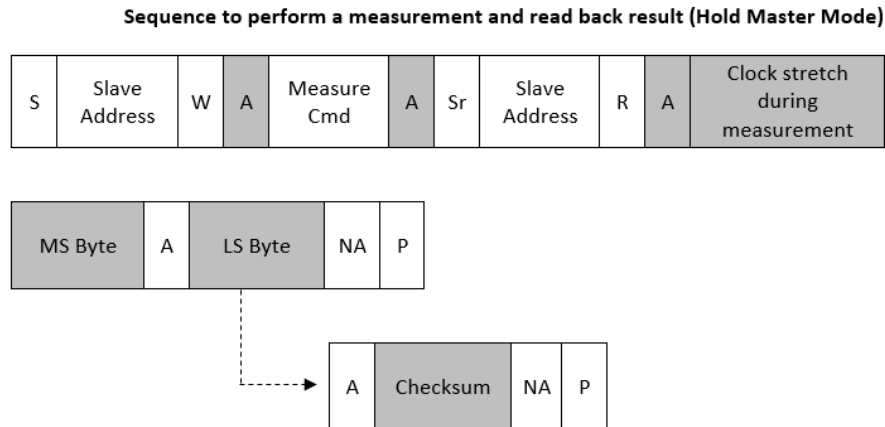 Sequence to perform a measurement and read back result (Hold Master Mode)
S Slave Address W A Measure Cmd A Sr Slave Address R A Clock stretch during measurement
MS Byte A LS Byte NA P
A Checksum NA P